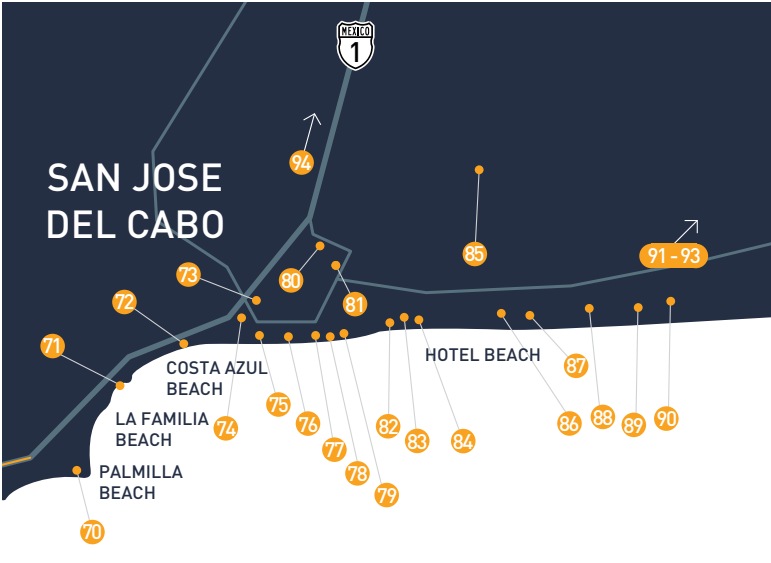 MEXICO
1
94
SAN JOSE
DEL CABO
85
91 - 93
73
80
72
81
71
HOTEL BEACH
COSTA AZUL
BEACH
87
75
LA FAMILIA
BEACH
74
76
82
83
84
86
88
89
90
77
78
PALMILLA
BEACH
79
70